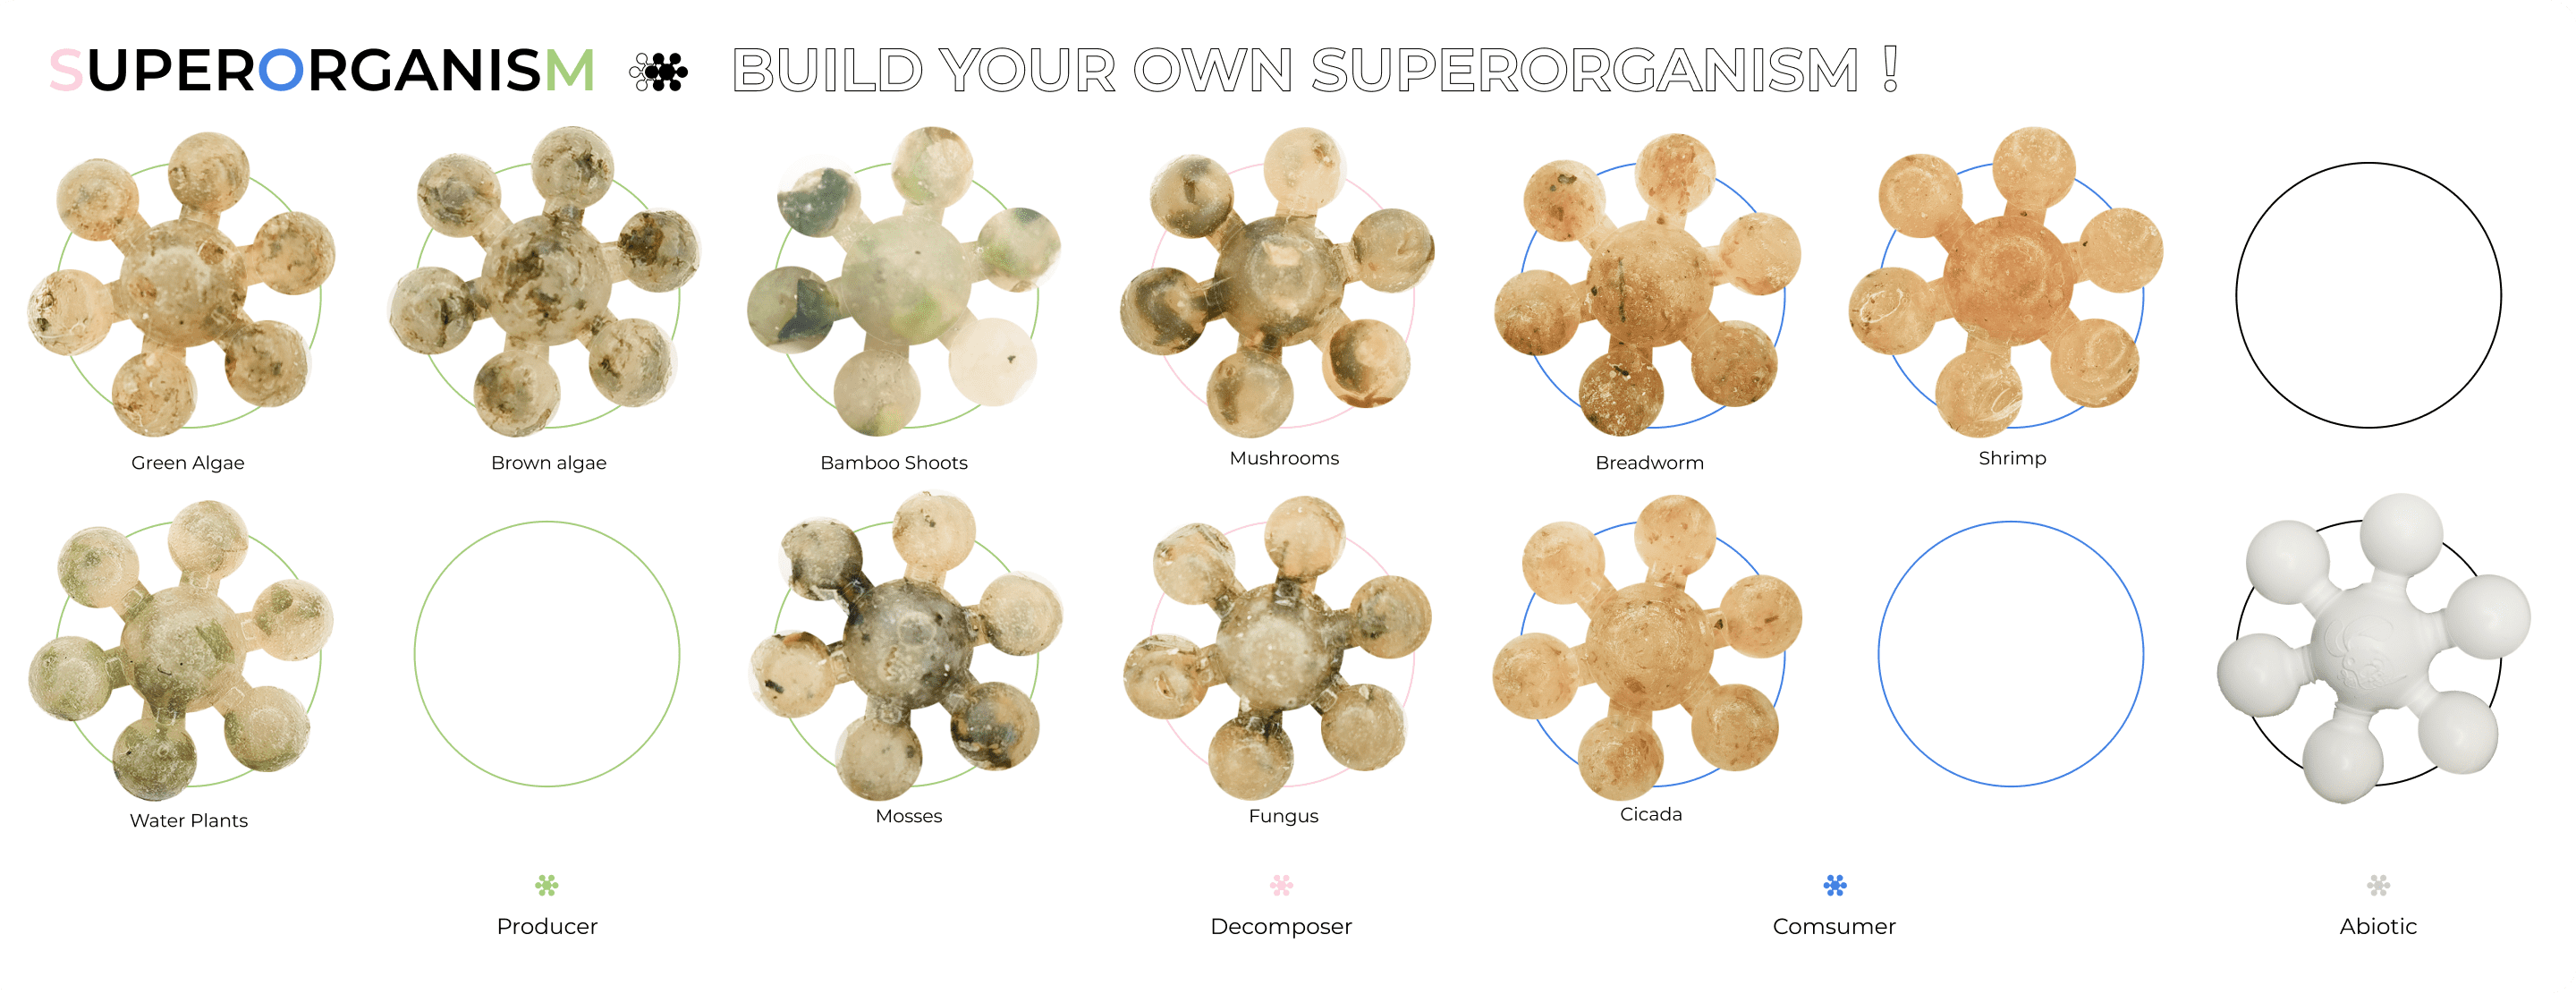 SUPERORGANISM BUILD YOUR OWN SUPERORGANISM !
Green Algae
Brown algae
Bamboo Shoots
Mushrooms
Breadworm
Shrimp
Water Plants
Mosses
Fungus
Cicada
Producer
Decomposer
Comsumer
Abiotic